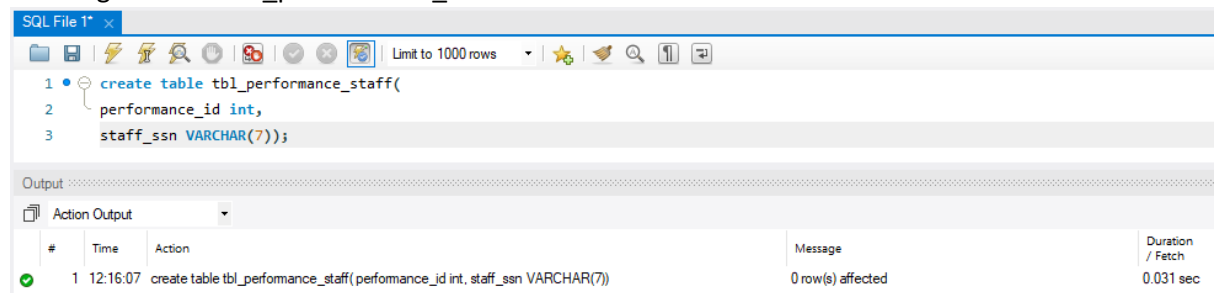 SQL File 1*
Limit to 1000 rows
1 create table tbl_performance_staff(
2 performance_id int,
3 staff_ssn VARCHAR(7));
Output
Action Output
# Time Action Message Duration / Fetch
1 12:16:07 create table tbl_performance_staff( performance_id int, staff_ssn VARCHAR(7)) 0 row(s) affected 0.031 sec